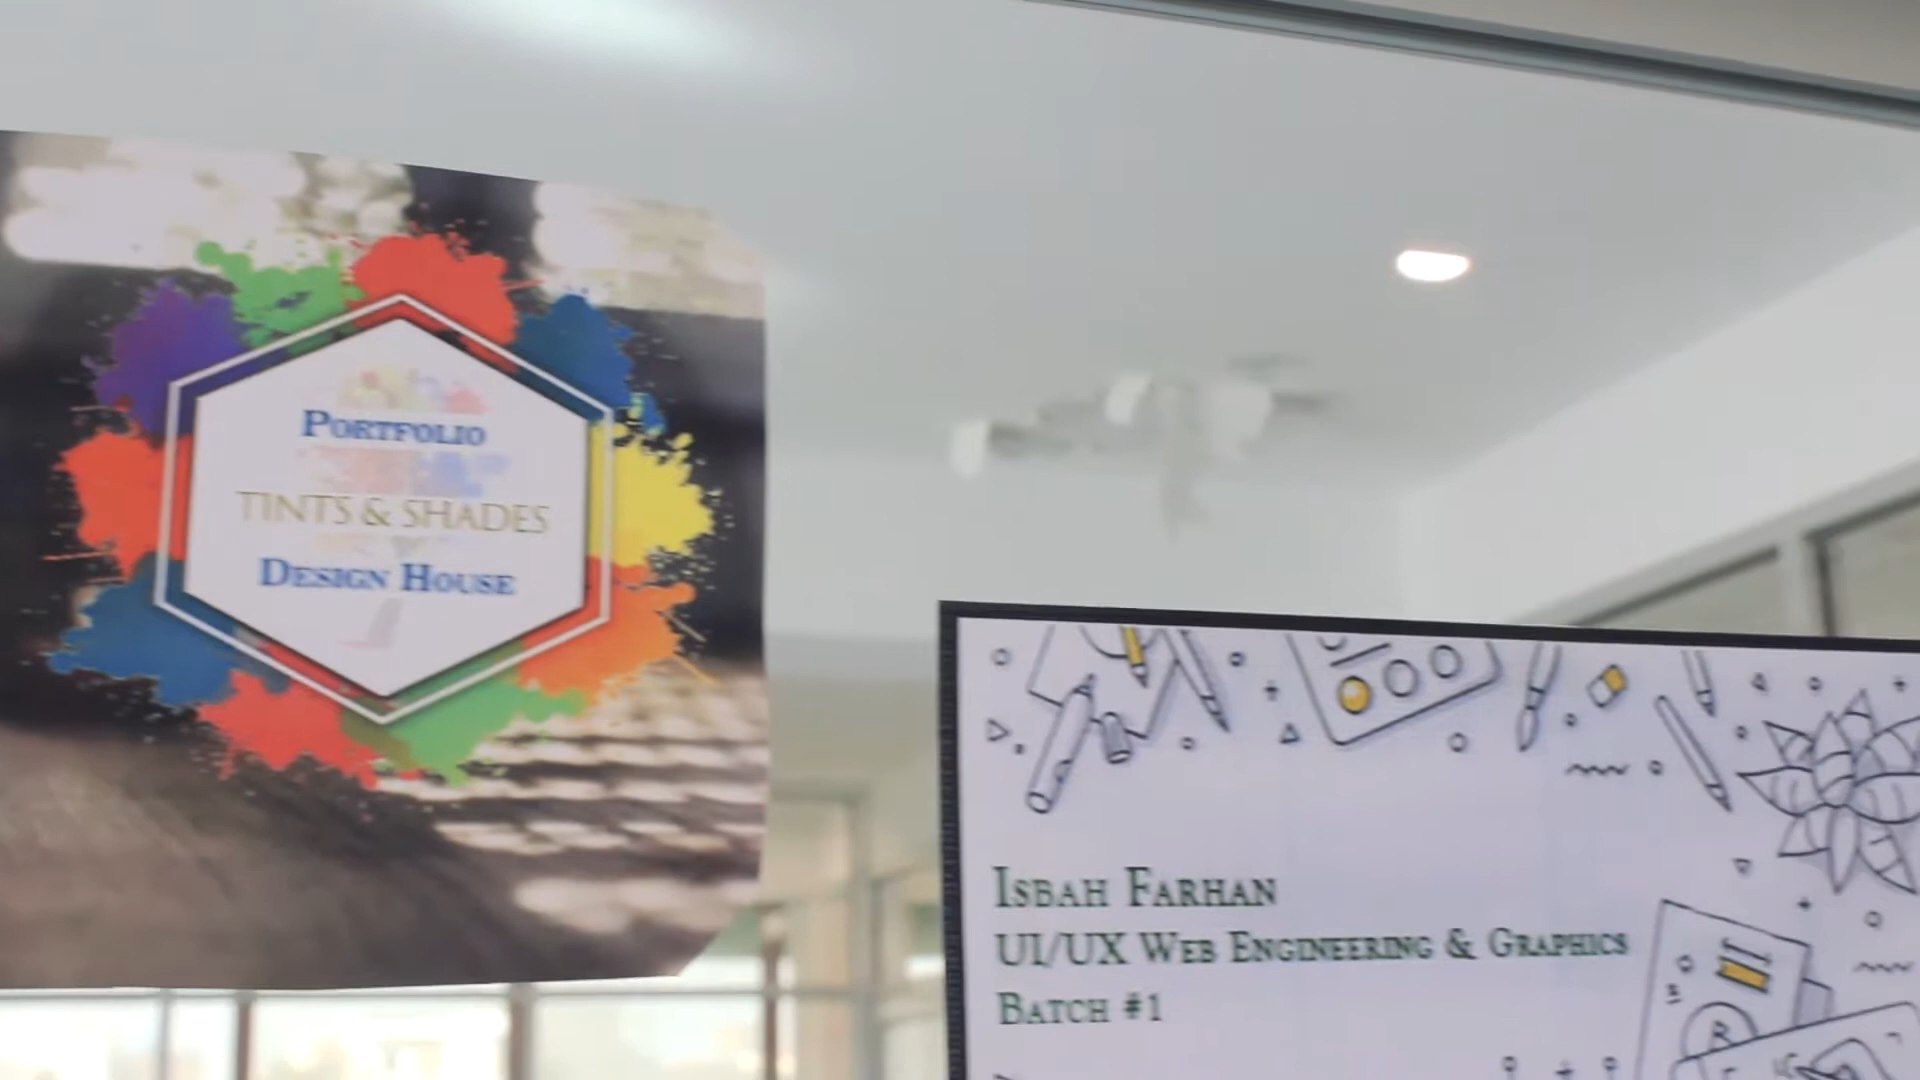 PORTFOLIO
TINTS & SHADES
DESIGN HOUSE
ISBAH FARHAN
UI/UX WEB ENGINEERING & GRAPHICS
BATCH #1